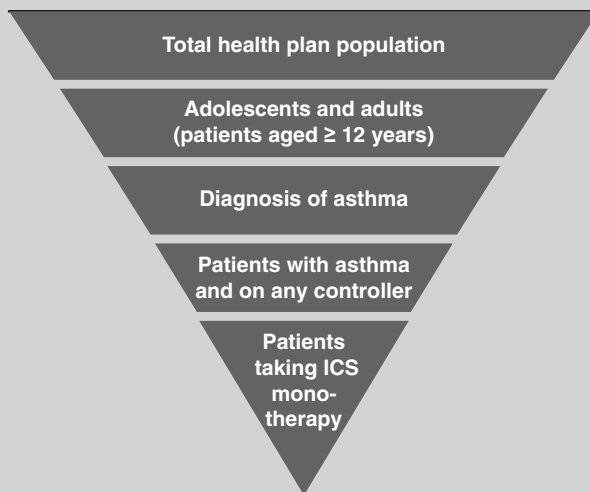 Total health plan population
Adolescents and adults
(patients aged ≥ 12 years)
Diagnosis of asthma
Patients with asthma
and on any controller
Patients
taking ICS
mono-
therapy